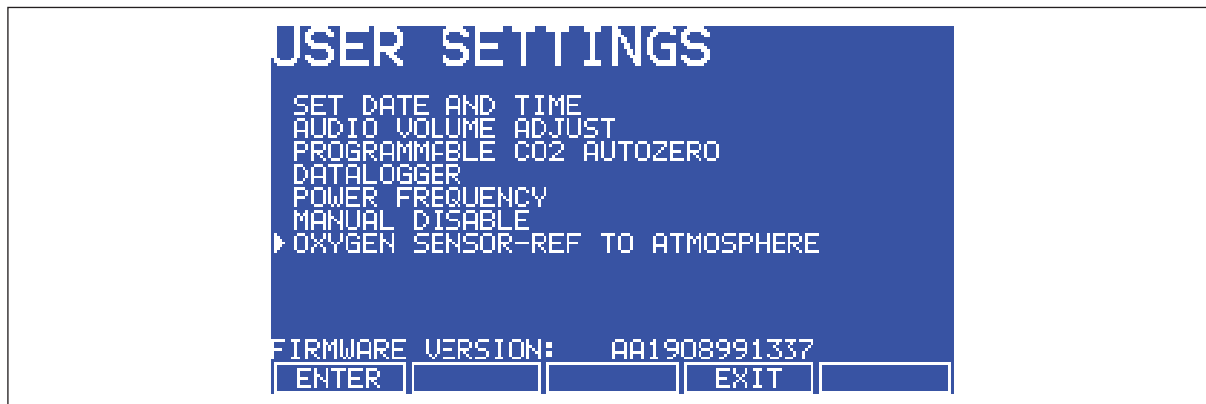 USER SETTINGS
SET DATE AND TIME
AUDIO VOLUME ADJUST
PROGRAMMABLE CO2 AUTOZERO
DATALOGGER
POWER FREQUENCY
MANUAL DISABLE
OXYGEN SENSOR-REF TO ATMOSPHERE
FIRMWARE VERSION: AA1908991337
ENTER EXIT